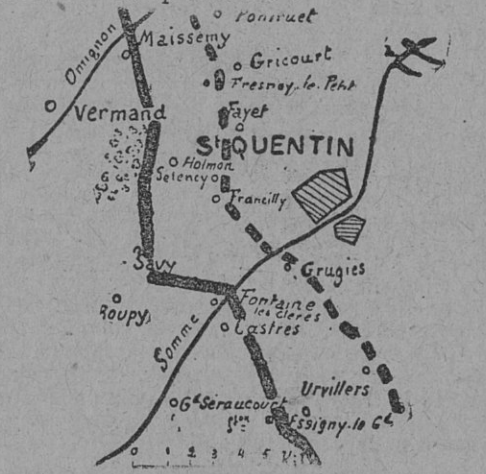 Pontruet
Omignon
Maissemy
Gricourt
Fresnoy-le-Petit
Vermand
Fayet
St QUENTIN
Holnon
Selency
Francilly
Savy
Grugies
Roupy
Fontaine
les Clercs
Somme
Castres
Urvillers
Gd Séraucourt
Essigny-le Gd
0 1 2 3 4 5